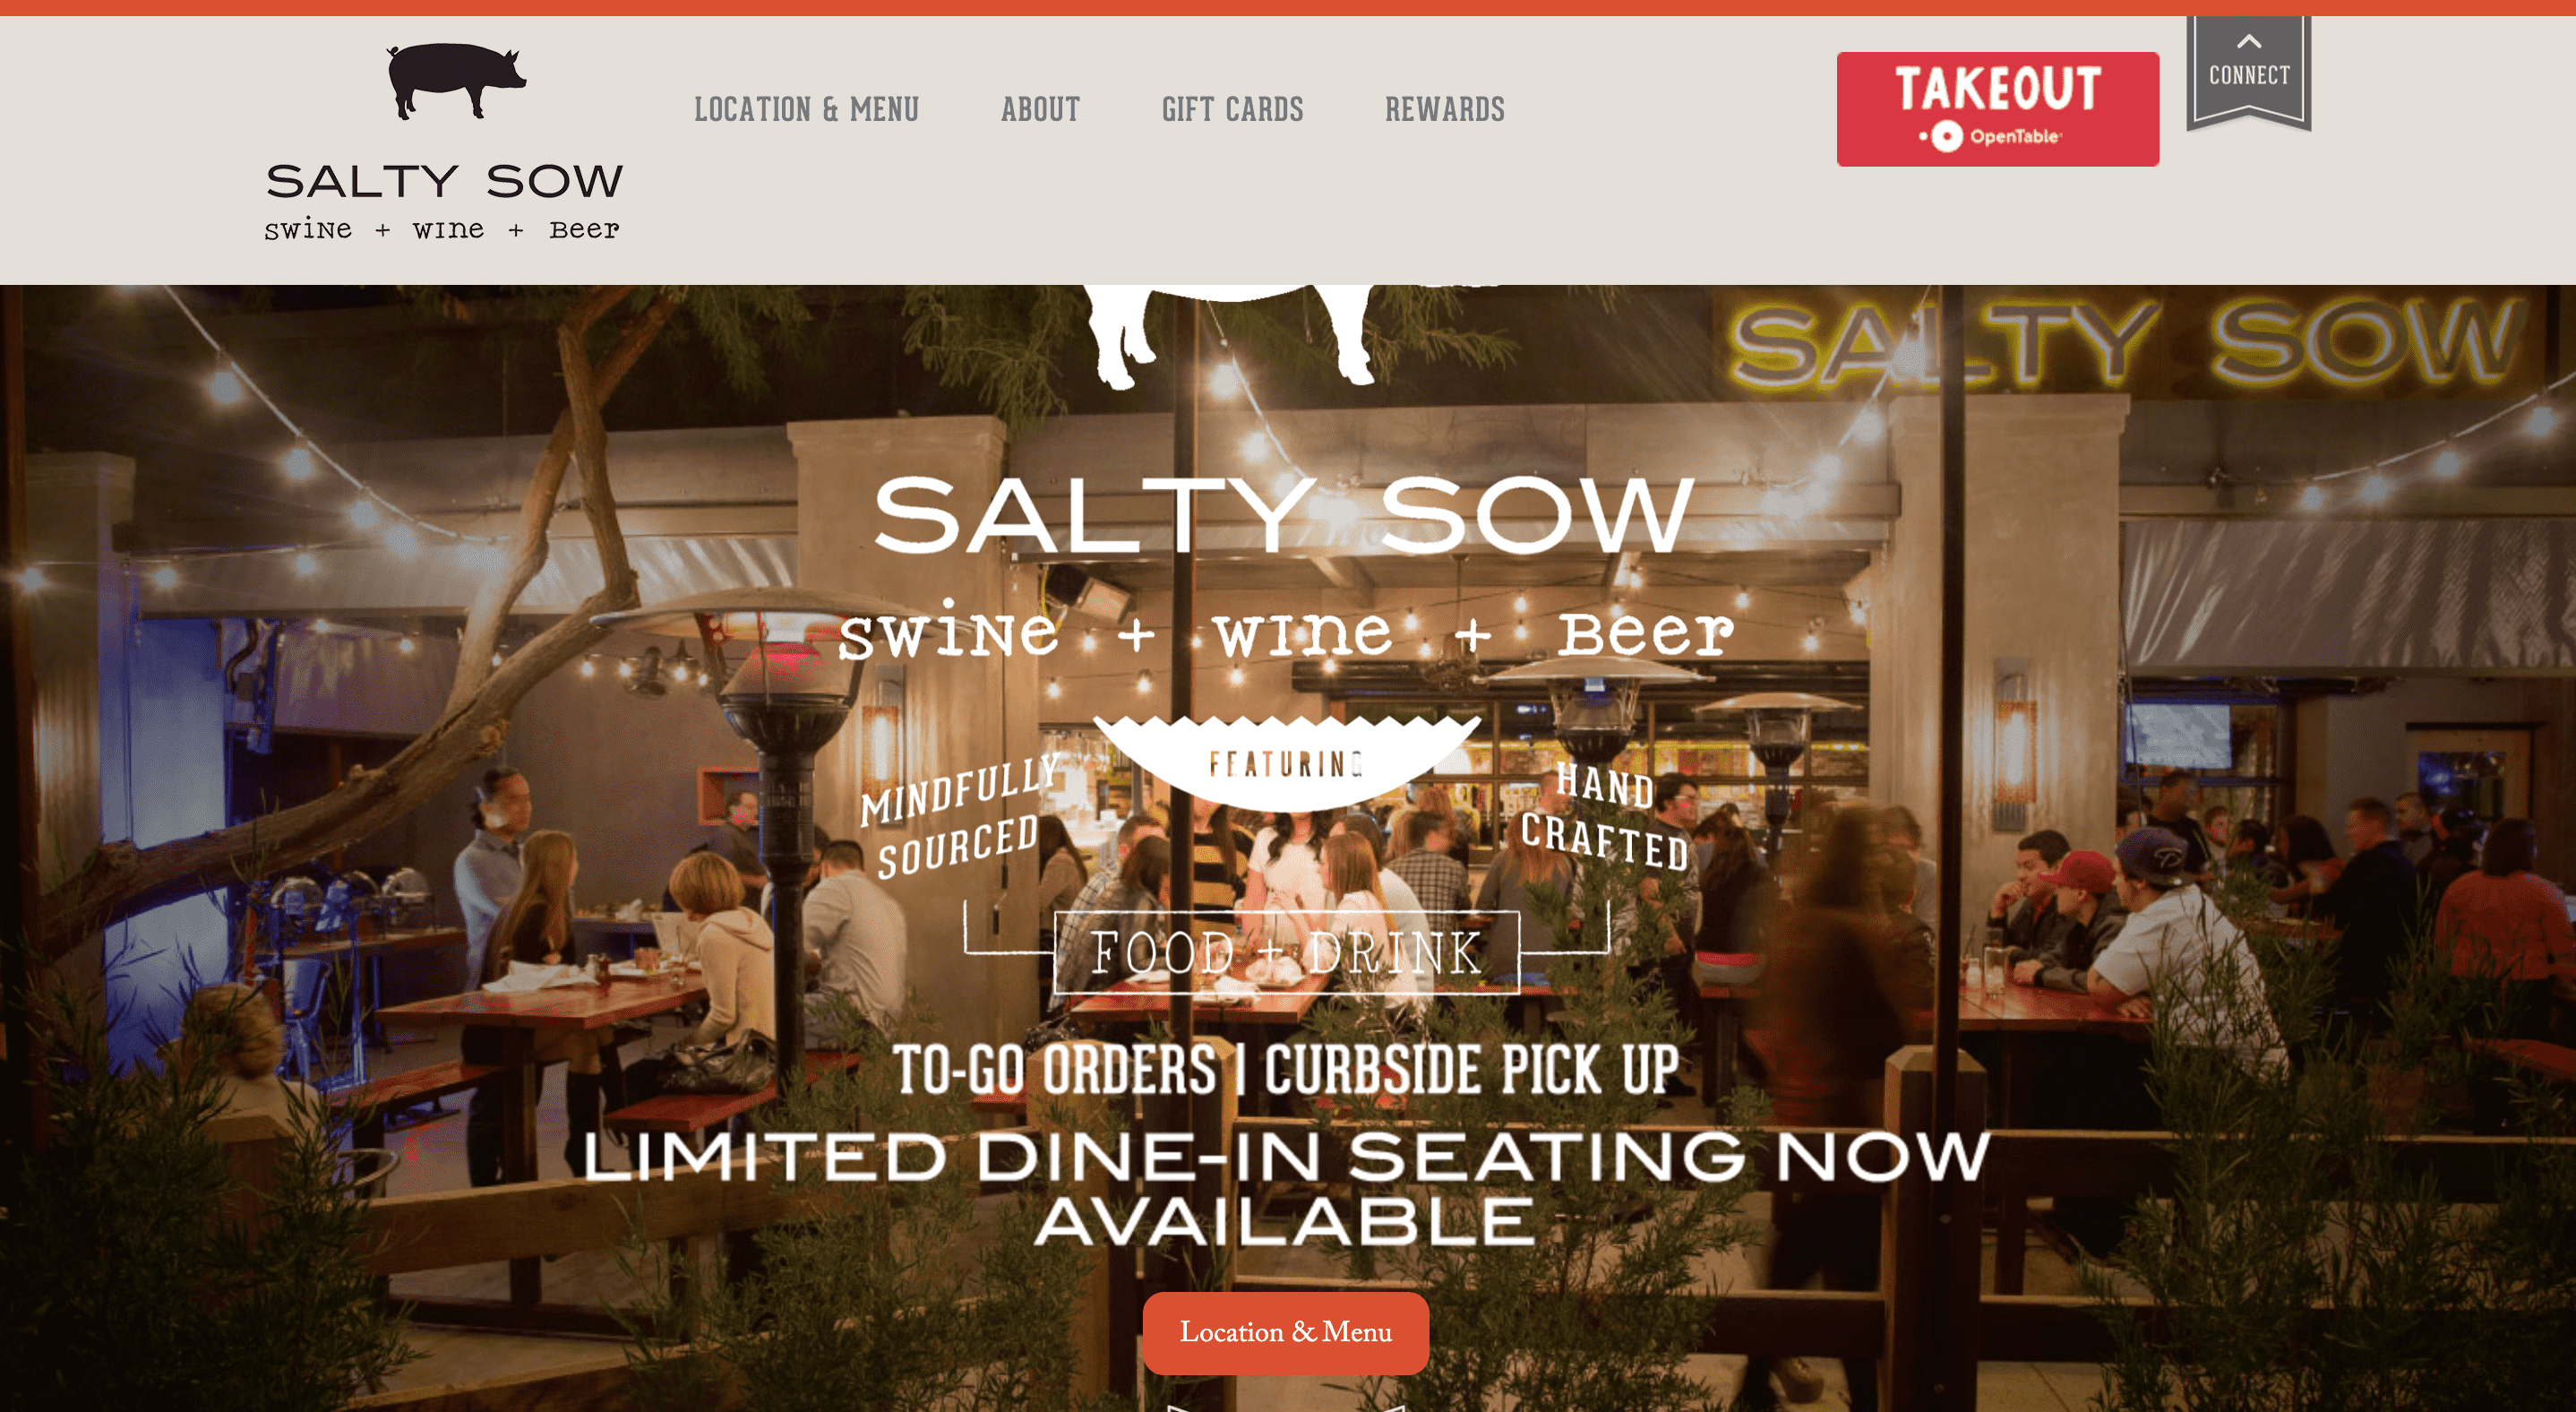 LOCATION & MENU
ABOUT
GIFT CARDS
REWARDS
TAKEOUT
OpenTable
CONNECT
SALTY SOW
swiNe + wIne + Beer
SALTY SOW
SALTY SOW
swiNe + wIne + Beer
FEATURING
MINDFULLY
SOURCED
HAND
CRAFTED
FOOD + DRINK
TO-GO ORDERS | CURBSIDE PICK UP
LIMITED DINE-IN SEATING NOW
AVAILABLE
Location & Menu